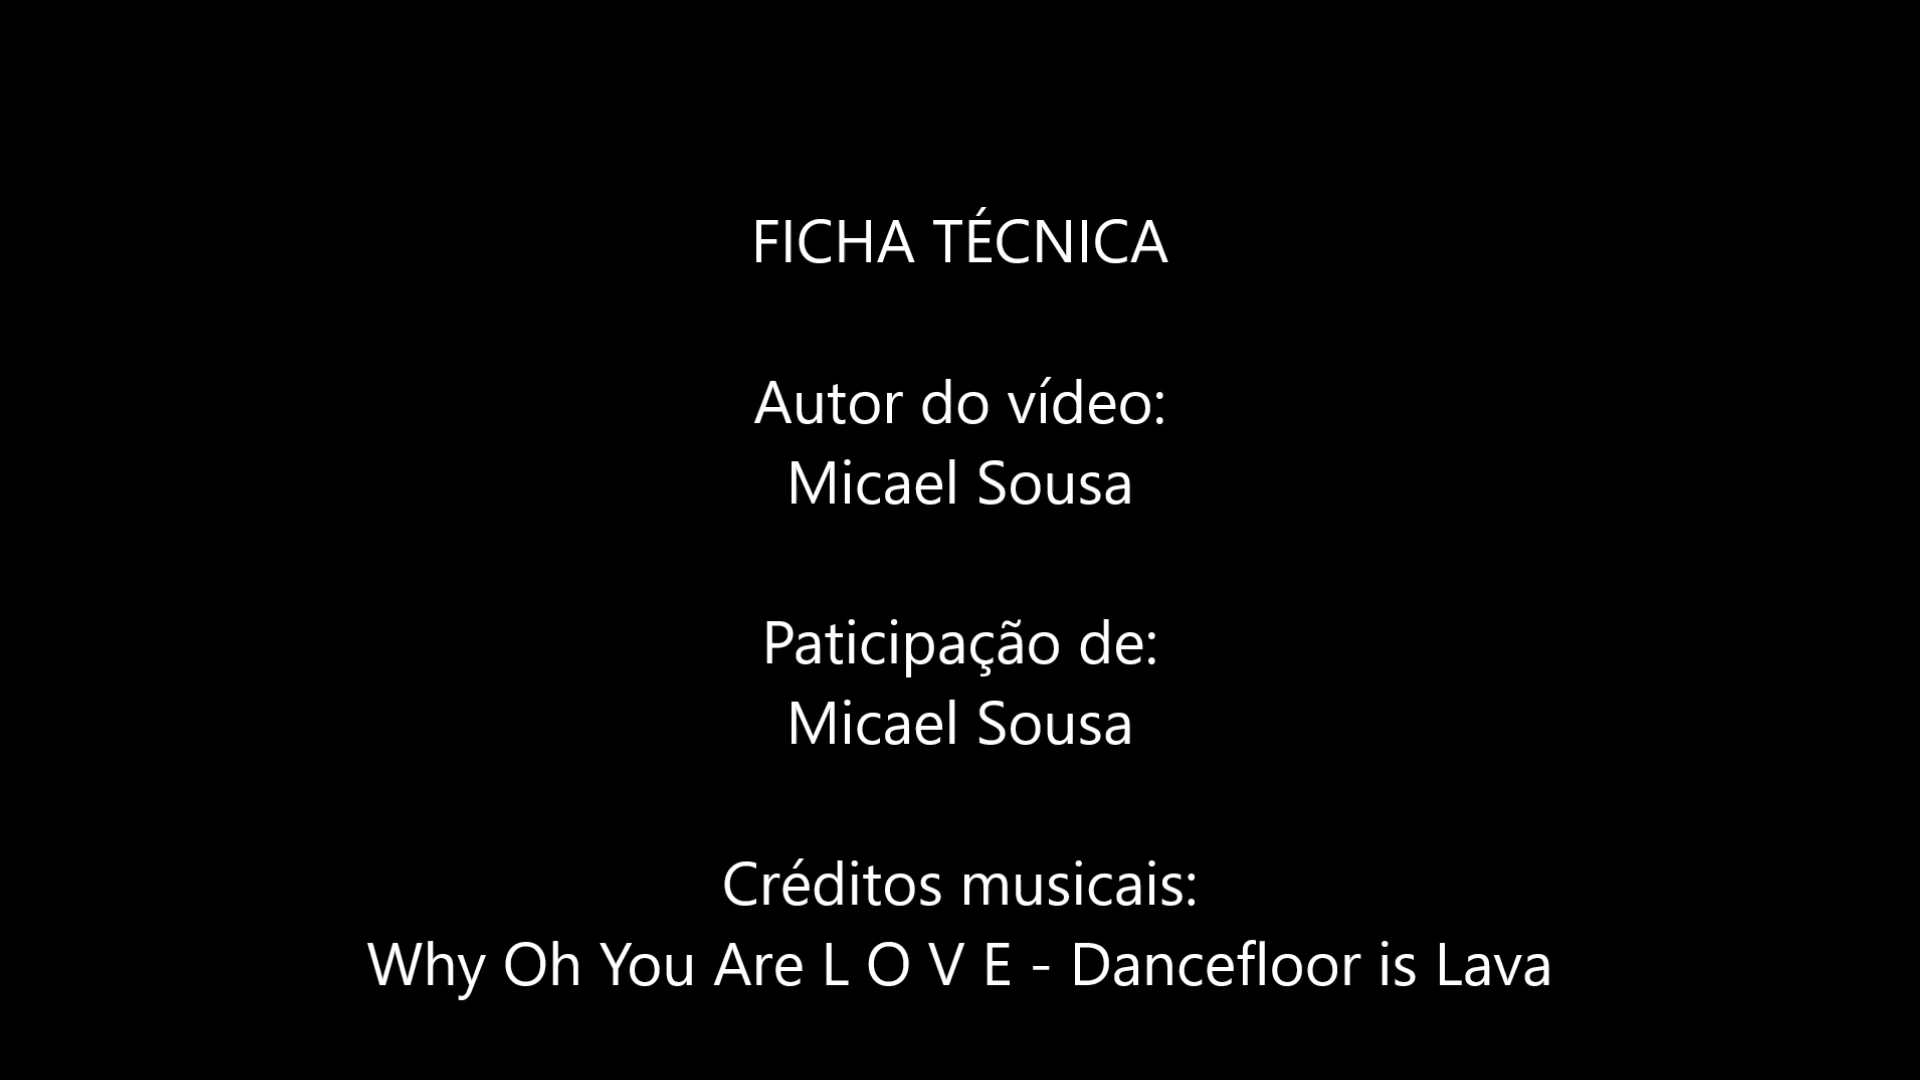 FICHA TÉCNICA
Autor do vídeo:
Micael Sousa
Paticipação de:
Micael Sousa
Créditos musicais:
Why Oh You Are L O V E - Dancefloor is Lava